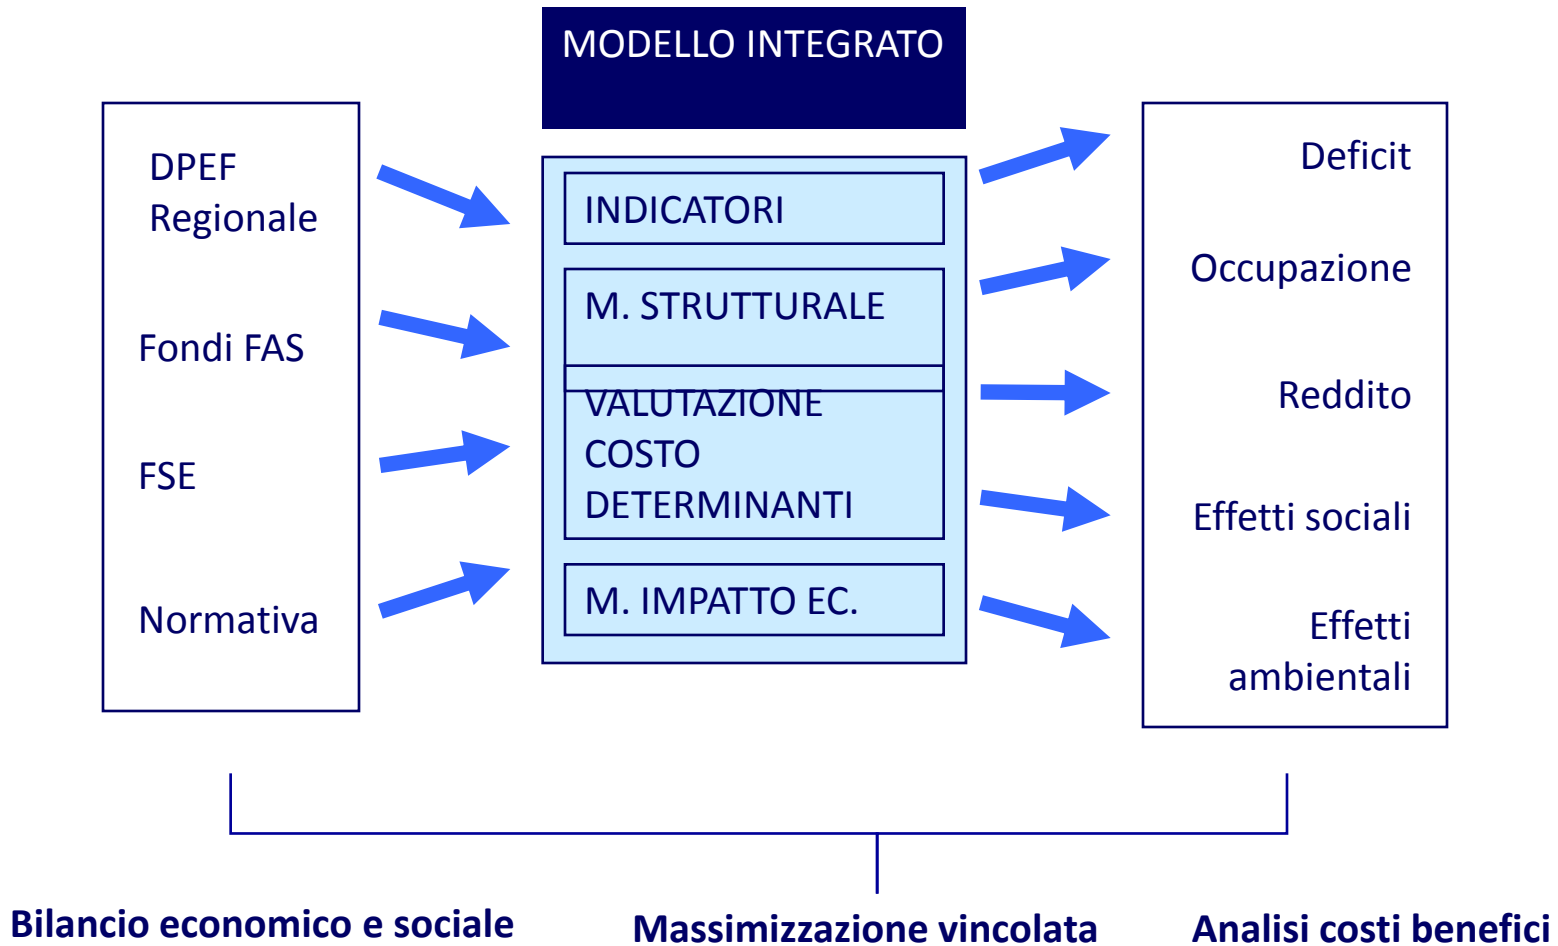 MODELLO INTEGRATO
DPEF
Regionale
Fondi FAS
FSE
Normativa
INDICATORI
M. STRUTTURALE
VALUTAZIONE
COSTO
DETERMINANTI
M. IMPATTO EC.
Deficit
Occupazione
Reddito
Effetti sociali
Effetti
ambientali
Bilancio economico e sociale
Massimizzazione vincolata
Analisi costi benefici